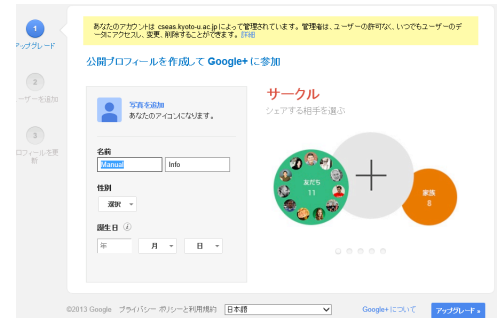 あなたのアカウントは cseas.kyoto-u.ac.jp によって管理されています。管理者は、ユーザーの許可なく、いつでもユーザーのデ
ータにアクセスし、変更、削除することができます。詳細
1
アップグレード
公開プロフィールを作成して Google+ に参加
2
ーザーを追加
3
ロフィールを更
新
写真を追加
あなたのアイコンになります。
名前
Manual
Info
性別
選択
誕生日
年
月
日
サークル
シェアする相手を選ぶ
友だち
11
家族
8
©2013 Google プライバシー ポリシーと利用規約
日本語
Google+ について
アップグレード »